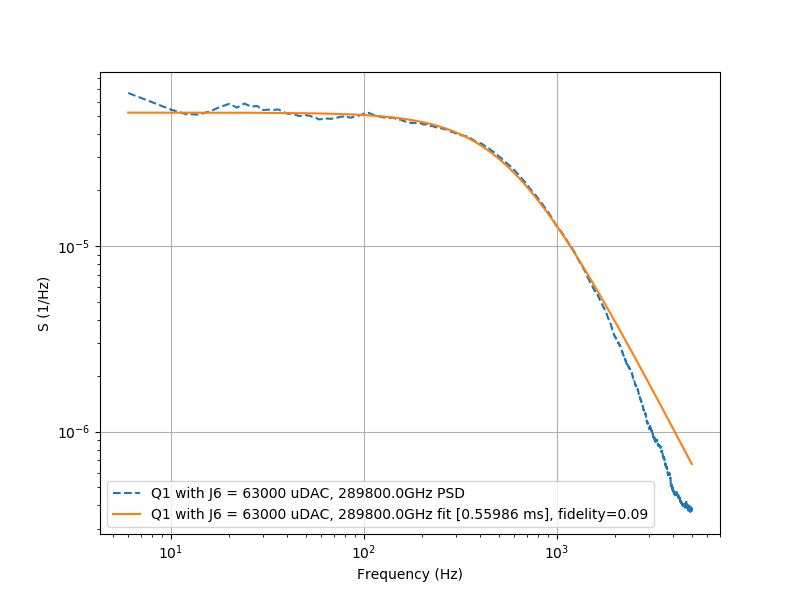 S (1/Hz)
10⁻⁵
10⁻⁶
Q1 with J6 = 63000 uDAC, 289800.0GHz PSD
Q1 with J6 = 63000 uDAC, 289800.0GHz fit [0.55986 ms], fidelity=0.09
10¹ 10² 10³
Frequency (Hz)